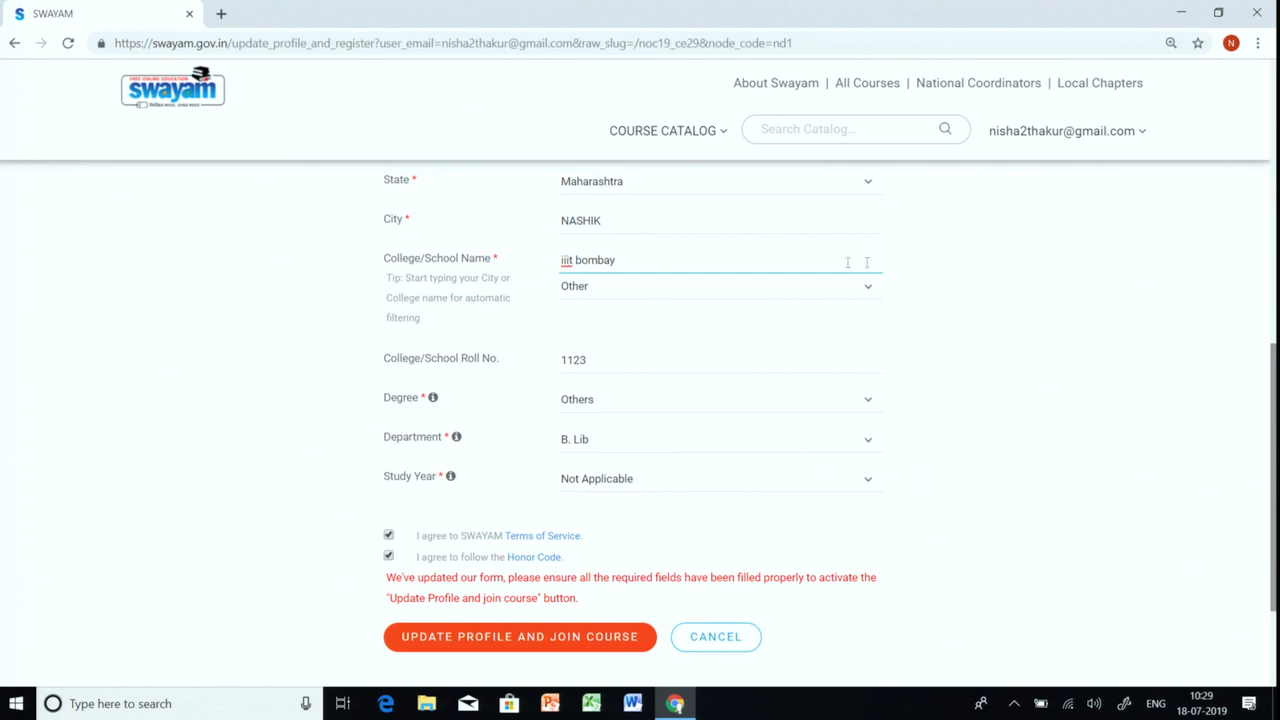 SWAYAM
https://swayam.gov.in/update_profile_and_register?user_email=nisha2thakur@gmail.com&raw_slug=/noc19_ce29&node_code=nd1
N
FREE ONLINE EDUCATION
swayam
About Swayam | All Courses | National Coordinators | Local Chapters
COURSE CATALOG
Search Catalog...
nisha2thakur@gmail.com
State * Maharashtra
City * NASHIK
College/School Name * iiit bombay
Tip: Start typing your City or
College name for automatic
filtering
Other
College/School Roll No. 1123
Degree * Others
Department * B. Lib
Study Year * Not Applicable
I agree to SWAYAM Terms of Service.
I agree to follow the Honor Code.
We've updated our form, please ensure all the required fields have been filled properly to activate the
"Update Profile and join course" button.
UPDATE PROFILE AND JOIN COURSE
CANCEL
Type here to search
ENG
10:29
18-07-2019